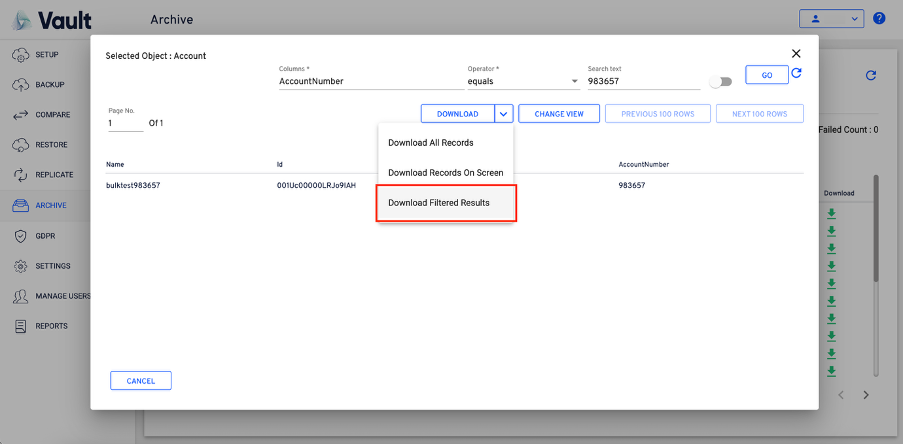 Vault
Archive
?
SETUP
BACKUP
COMPARE
RESTORE
REPLICATE
ARCHIVE
GDPR
SETTINGS
MANAGE USERS
REPORTS
Selected Object : Account
Columns *
AccountNumber
Operator *
equals
Search text
983657
GO
Page No.
1 Of 1
DOWNLOAD
CHANGE VIEW
PREVIOUS 100 ROWS
NEXT 100 ROWS
Download All Records
Download Records On Screen
Download Filtered Results
Name Id AccountNumber
bulktest983657 001Uc00000LRJo9IAH 983657
CANCEL
Failed Count : 0
Download